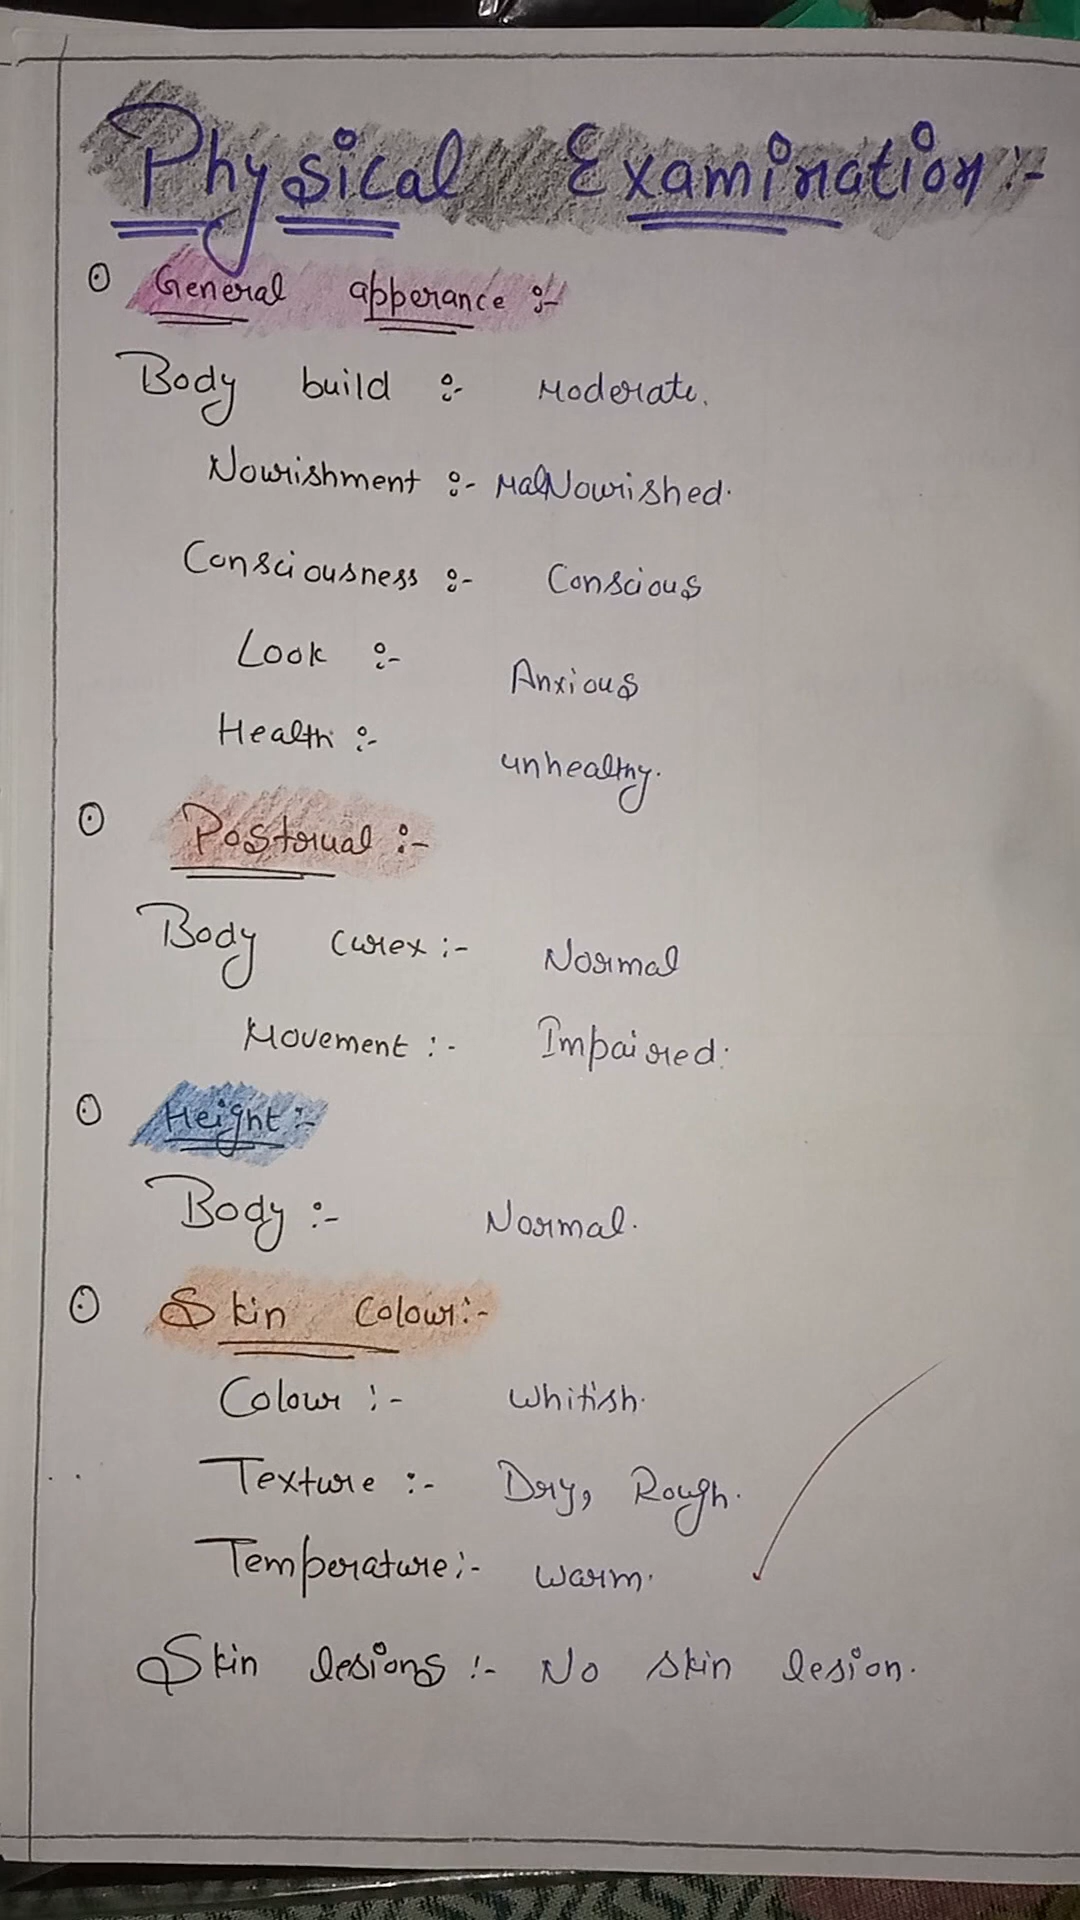 Physical Examination :-
General apperance :-
Body build :- Moderate.
Nourishment :- MalNourished.
Consciousness :- Conscious
Look :- Anxious
Health :- unhealthy.
Postorual :-
Body Curex :- Normal
Movement :- Impaired.
Height :-
Body :- Normal.
Skin Colour :-
Colour :- Whitish.
Texture :- Dry, Rough.
Temperature :- Warm.
Skin lesions :- No skin lesion.